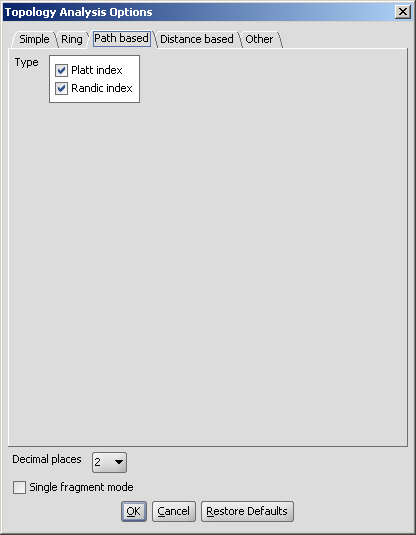 Topology Analysis Options
Simple Ring Path based Distance based Other
Type
Platt index
Randic index
Decimal places 2
Single fragment mode
OK Cancel Restore Defaults